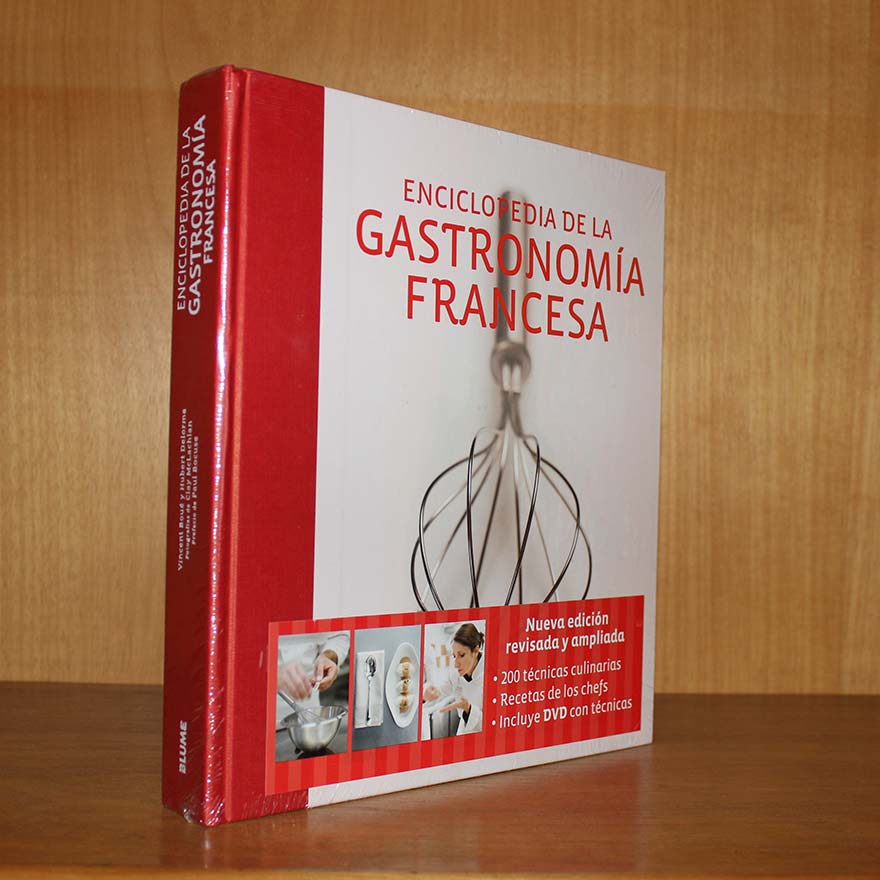 ENCICLOPEDIA DE LA
GASTRONOMÍA
FRANCESA
Vincent Boué y Hubert Delorme
Fotografías de Clay McLachlan
Prefacio de Paul Bocuse
BLUME
ENCICLOPEDIA DE LA
GASTRONOMÍA
FRANCESA
Nueva edición
revisada y ampliada
• 200 técnicas culinarias
• Recetas de los chefs
• Incluye DVD con técnicas